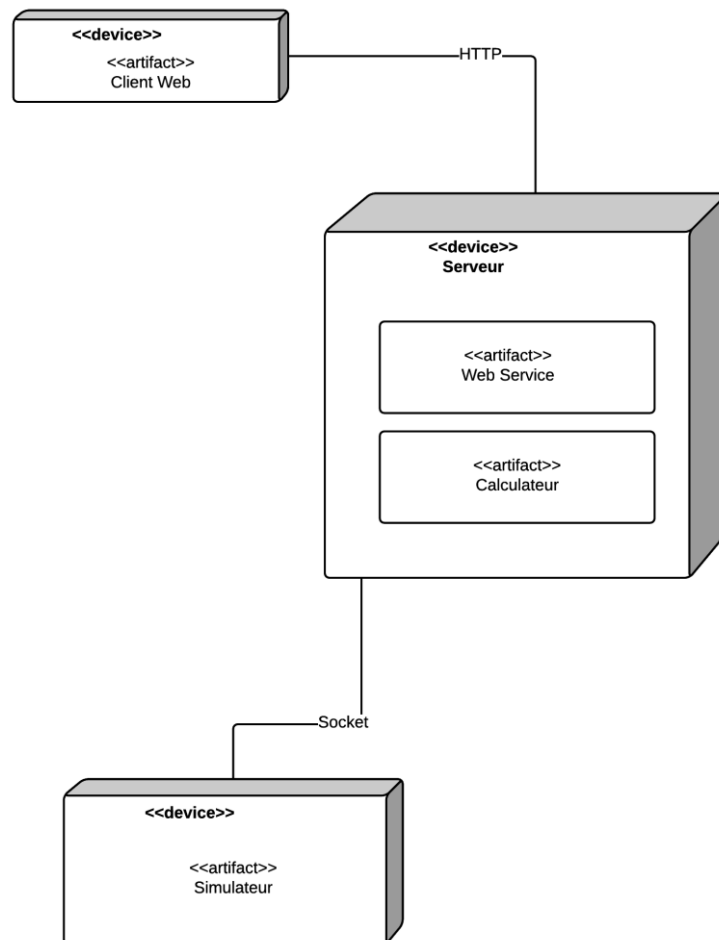 <<device>>
<<artifact>>
Client Web
HTTP
<<device>>
Serveur
<<artifact>>
Web Service
<<artifact>>
Calculateur
Socket
<<device>>
<<artifact>>
Simulateur